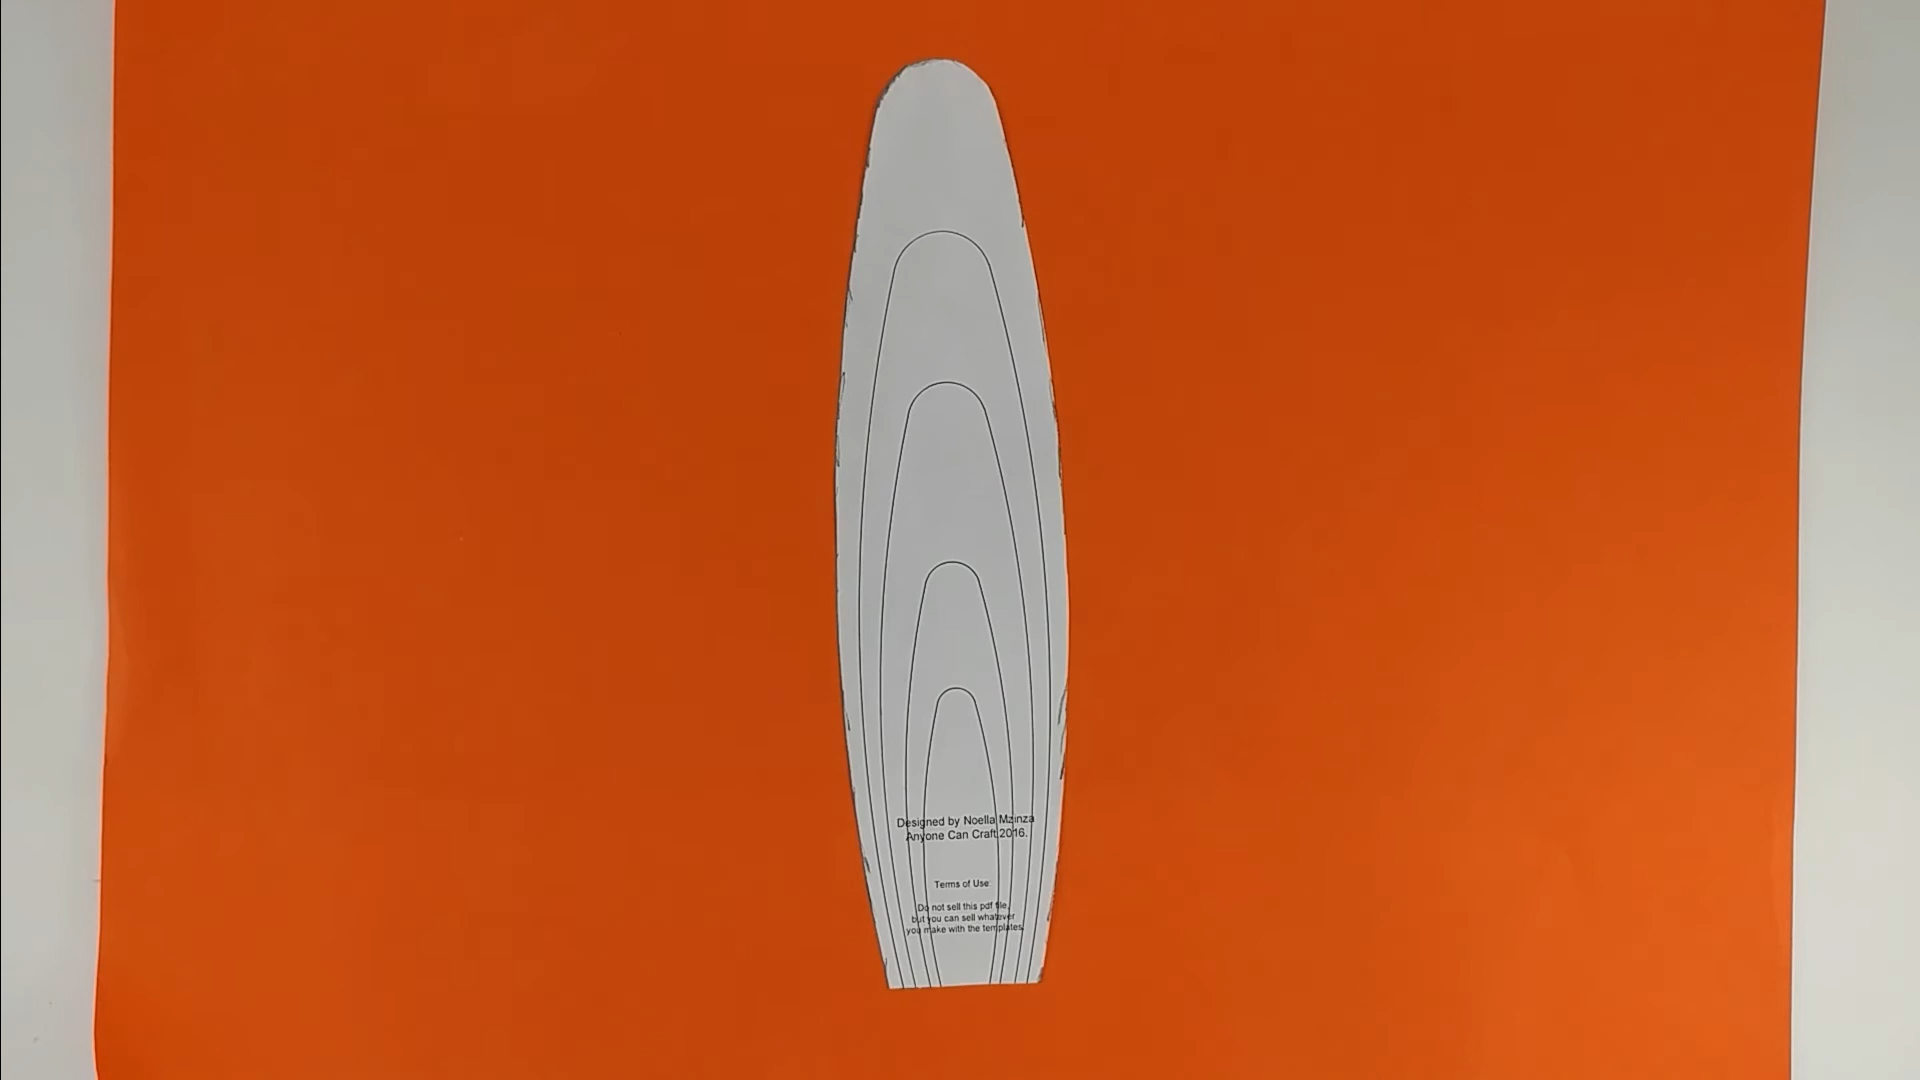 Designed by Noella Mzinza
Anyone Can Craft 2016.
Terms of Use:
Do not sell this pdf file,
but you can sell whatever
you make with the templates.